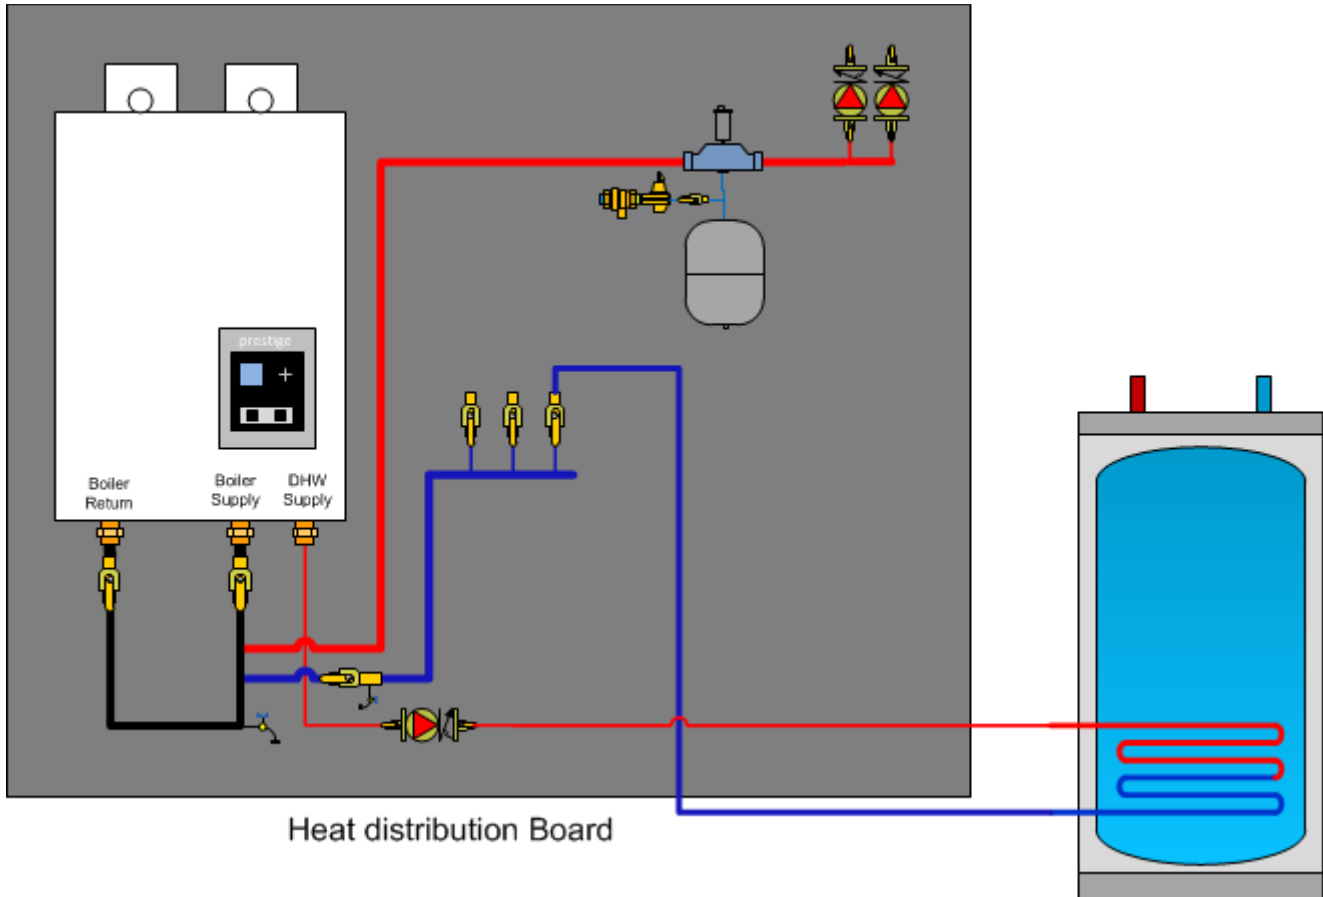 prestige
Boiler
Return
Boiler
Supply
DHW
Supply
Heat distribution Board